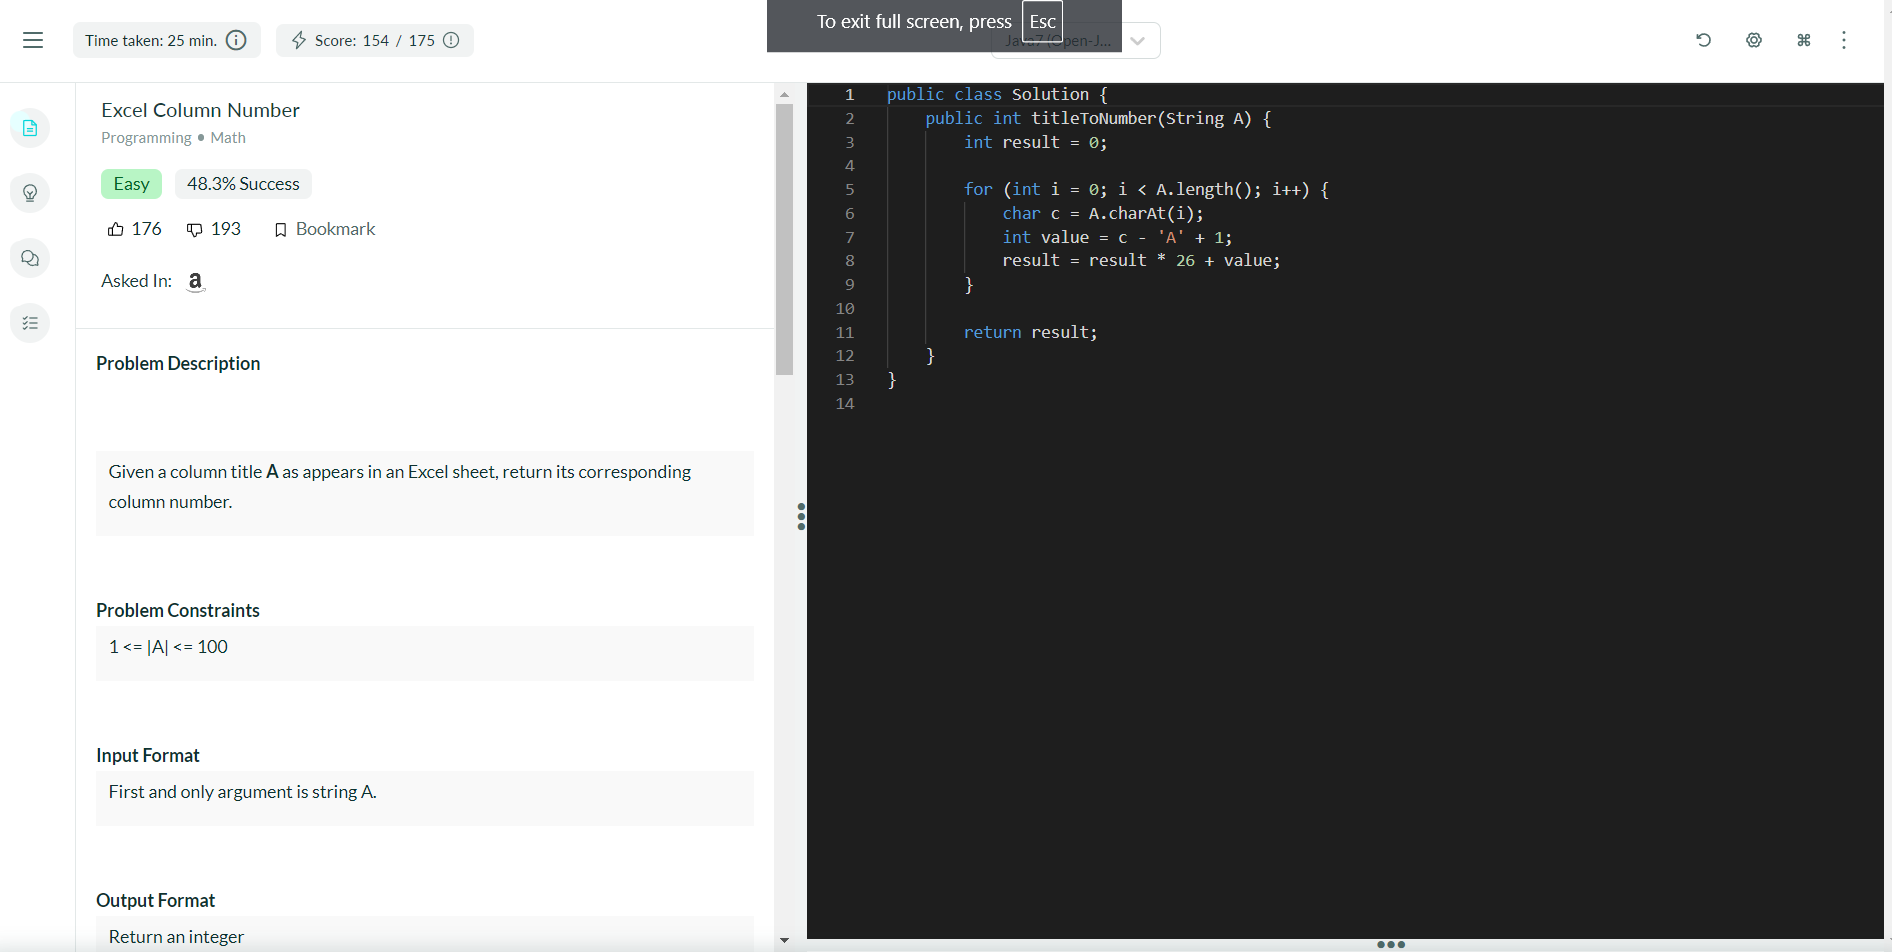 Time taken: 25 min.
Score: 154 / 175
To exit full screen, press Esc
Java7 (Open-J...
Excel Column Number
Programming • Math
Easy 48.3% Success
176 193 Bookmark
Asked In: a
Problem Description
Given a column title A as appears in an Excel sheet, return its corresponding
column number.
Problem Constraints
1 <= |A| <= 100
Input Format
First and only argument is string A.
Output Format
Return an integer
1 public class Solution {
2 public int titleToNumber(String A) {
3 int result = 0;
4
5 for (int i = 0; i < A.length(); i++) {
6 char c = A.charAt(i);
7 int value = c - 'A' + 1;
8 result = result * 26 + value;
9 }
10
11 return result;
12 }
13 }
14